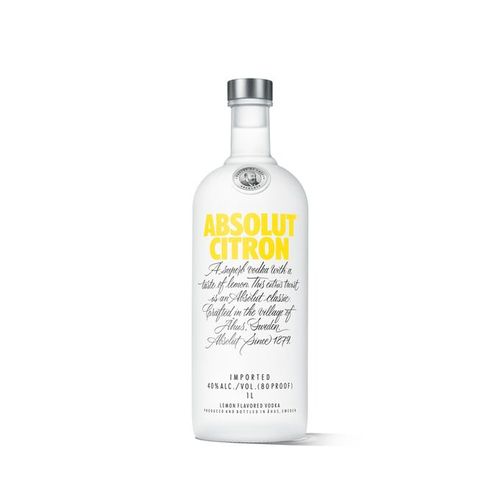 ABSOLUT
CITRON
A superb vodka with a
taste of lemon. This citrus twist
is an Absolut classic
Crafted in the village of
Åhus, Sweden
Absolut Since 1879.
IMPORTED
40% ALC./VOL. (80 PROOF)
1L
LEMON FLAVORED VODKA
PRODUCED AND BOTTLED IN ÅHUS, SWEDEN